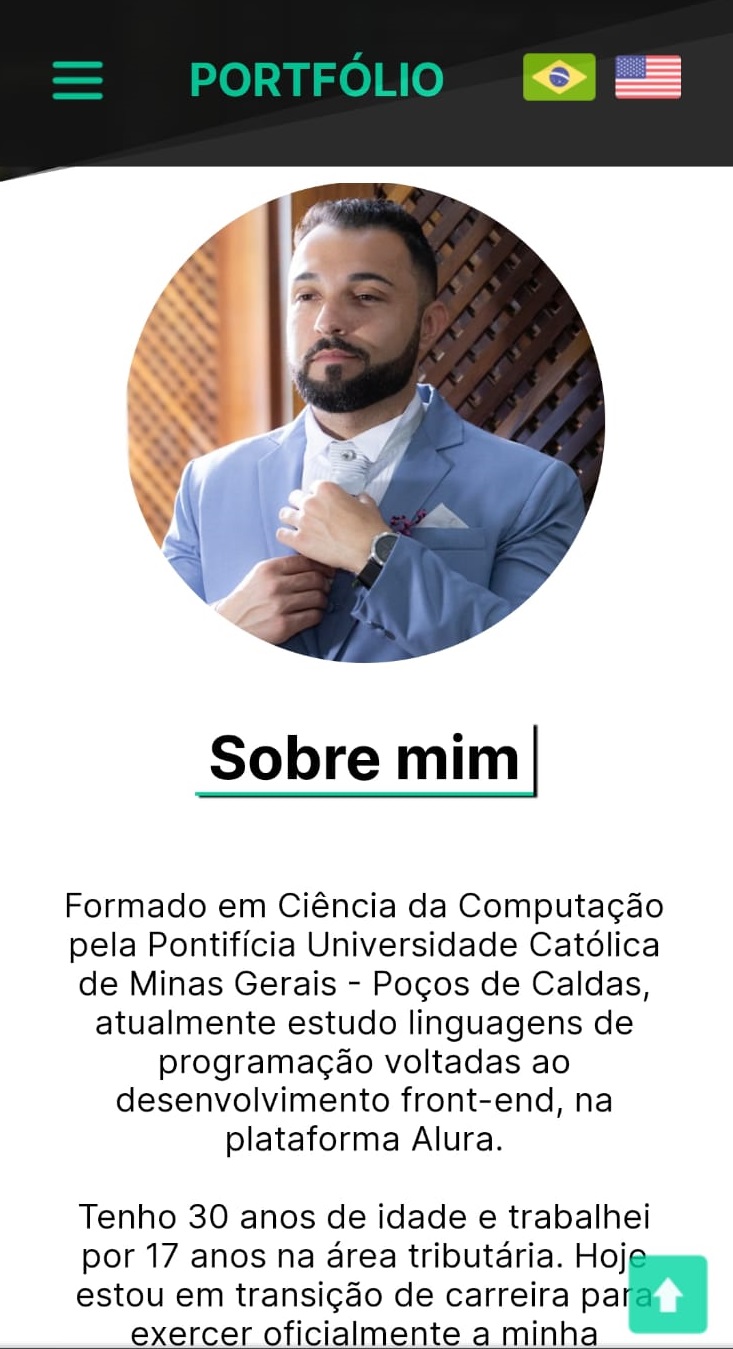 PORTFÓLIO
Sobre mim
Formado em Ciência da Computação
pela Pontifícia Universidade Católica
de Minas Gerais - Poços de Caldas,
atualmente estudo linguagens de
programação voltadas ao
desenvolvimento front-end, na
plataforma Alura.
Tenho 30 anos de idade e trabalhei
por 17 anos na área tributária. Hoje
estou em transição de carreira para
exercer oficialmente a minha